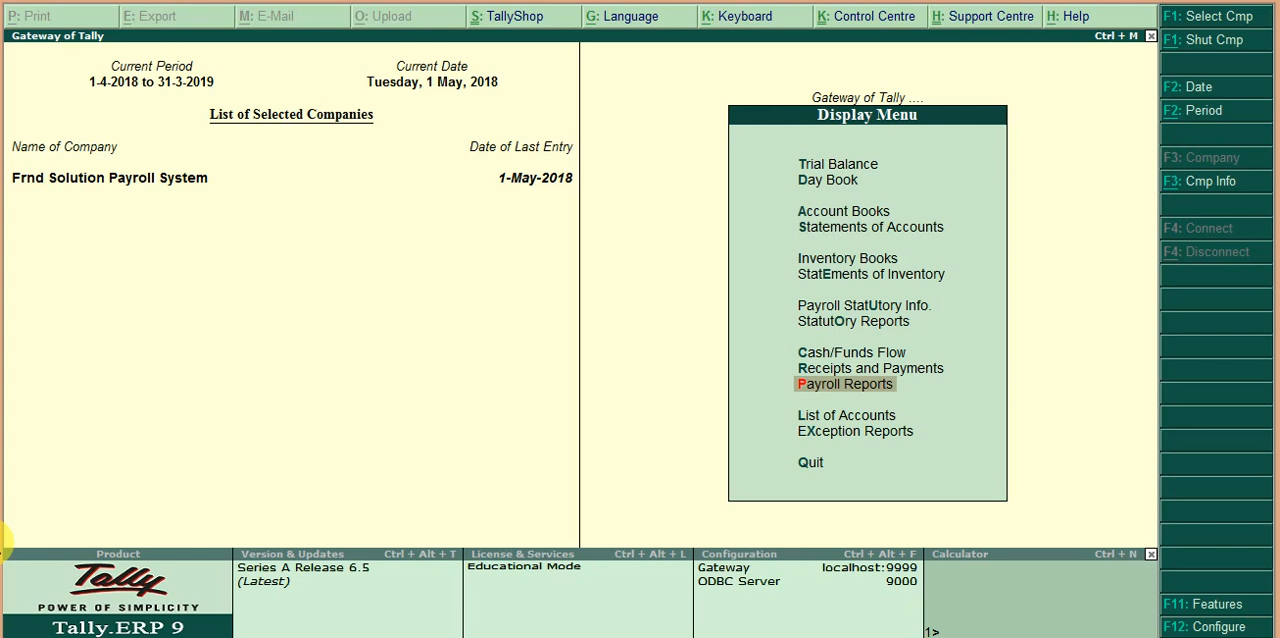 P: Print E: Export M: E-Mail O: Upload S: TallyShop G: Language K: Keyboard K: Control Centre H: Support Centre H: Help
Gateway of Tally Ctrl + M
Current Period Current Date
1-4-2018 to 31-3-2019 Tuesday, 1 May, 2018
List of Selected Companies
Name of Company Date of Last Entry
Frnd Solution Payroll System 1-May-2018
Gateway of Tally ....
Display Menu
Trial Balance
Day Book
Account Books
Statements of Accounts
Inventory Books
StatEments of Inventory
Payroll StatUtory Info.
StatutOry Reports
Cash/Funds Flow
Receipts and Payments
Payroll Reports
List of Accounts
EXception Reports
Quit
F1: Select Cmp
F1: Shut Cmp
F2: Date
F2: Period
F3: Company
F3: Cmp Info
F4: Connect
F4: Disconnect
F11: Features
F12: Configure
Product
Tally
POWER OF SIMPLICITY
Tally.ERP 9
Version & Updates Ctrl + Alt + T
Series A Release 6.5
(Latest)
License & Services Ctrl + Alt + L
Educational Mode
Configuration Ctrl + Alt + F
Gateway localhost:9999
ODBC Server 9000
Calculator Ctrl + N
1>